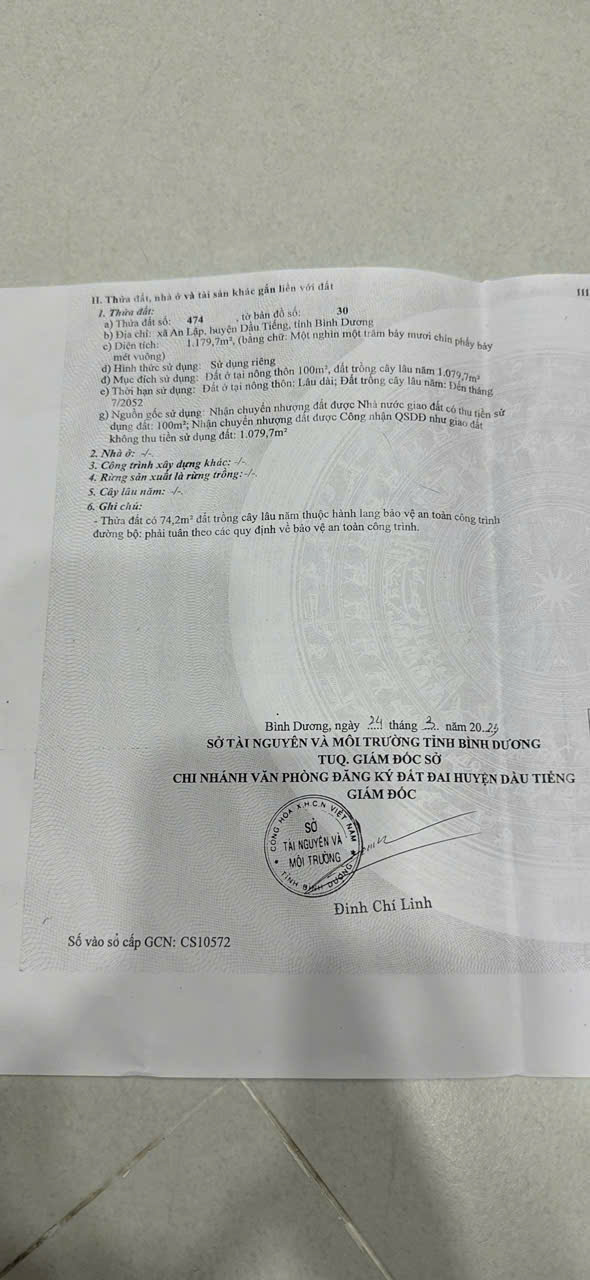 II. Thửa đất, nhà ở và tài sản khác gắn liền với đất
III
1. Thửa đất:
a) Thửa đất số: 474 , tờ bản đồ số: 30
b) Địa chỉ: xã An Lập, huyện Dầu Tiếng, tỉnh Bình Dương
c) Diện tích: 1.179,7m², (bằng chữ: Một nghìn một trăm bảy mươi chín phẩy bảy
mét vuông)
d) Hình thức sử dụng: Sử dụng riêng
đ) Mục đích sử dụng: Đất ở tại nông thôn 100m², đất trồng cây lâu năm 1.079,7m²
e) Thời hạn sử dụng: Đất ở tại nông thôn: Lâu dài; Đất trồng cây lâu năm: Đến tháng
7/2052
g) Nguồn gốc sử dụng: Nhận chuyển nhượng đất được Nhà nước giao đất có thu tiền sử
dụng đất: 100m²; Nhận chuyển nhượng đất được Công nhận QSDĐ như giao đất
không thu tiền sử dụng đất: 1.079,7m²
2. Nhà ở: -/-.
3. Công trình xây dựng khác: -/-.
4. Rừng sản xuất là rừng trồng: -/-.
5. Cây lâu năm: -/-.
6. Ghi chú:
- Thửa đất có 74,2m² đất trồng cây lâu năm thuộc hành lang bảo vệ an toàn công trình
đường bộ: phải tuân theo các quy định về bảo vệ an toàn công trình.
Bình Dương, ngày 24 tháng 3 năm 20
SỞ TÀI NGUYÊN VÀ MÔI TRƯỜNG TỈNH BÌNH DƯƠNG
TUQ. GIÁM ĐỐC SỞ
CHI NHÁNH VĂN PHÒNG ĐĂNG KÝ ĐẤT ĐAI HUYỆN DẦU TIẾNG
GIÁM ĐỐC
CỘNG HÒA X.H.C.N VIỆT NAM
SỞ
TÀI NGUYÊN VÀ
MÔI TRƯỜNG
TỈNH BÌNH DƯƠNG
Đinh Chí Linh
Số vào sổ cấp GCN: CS10572